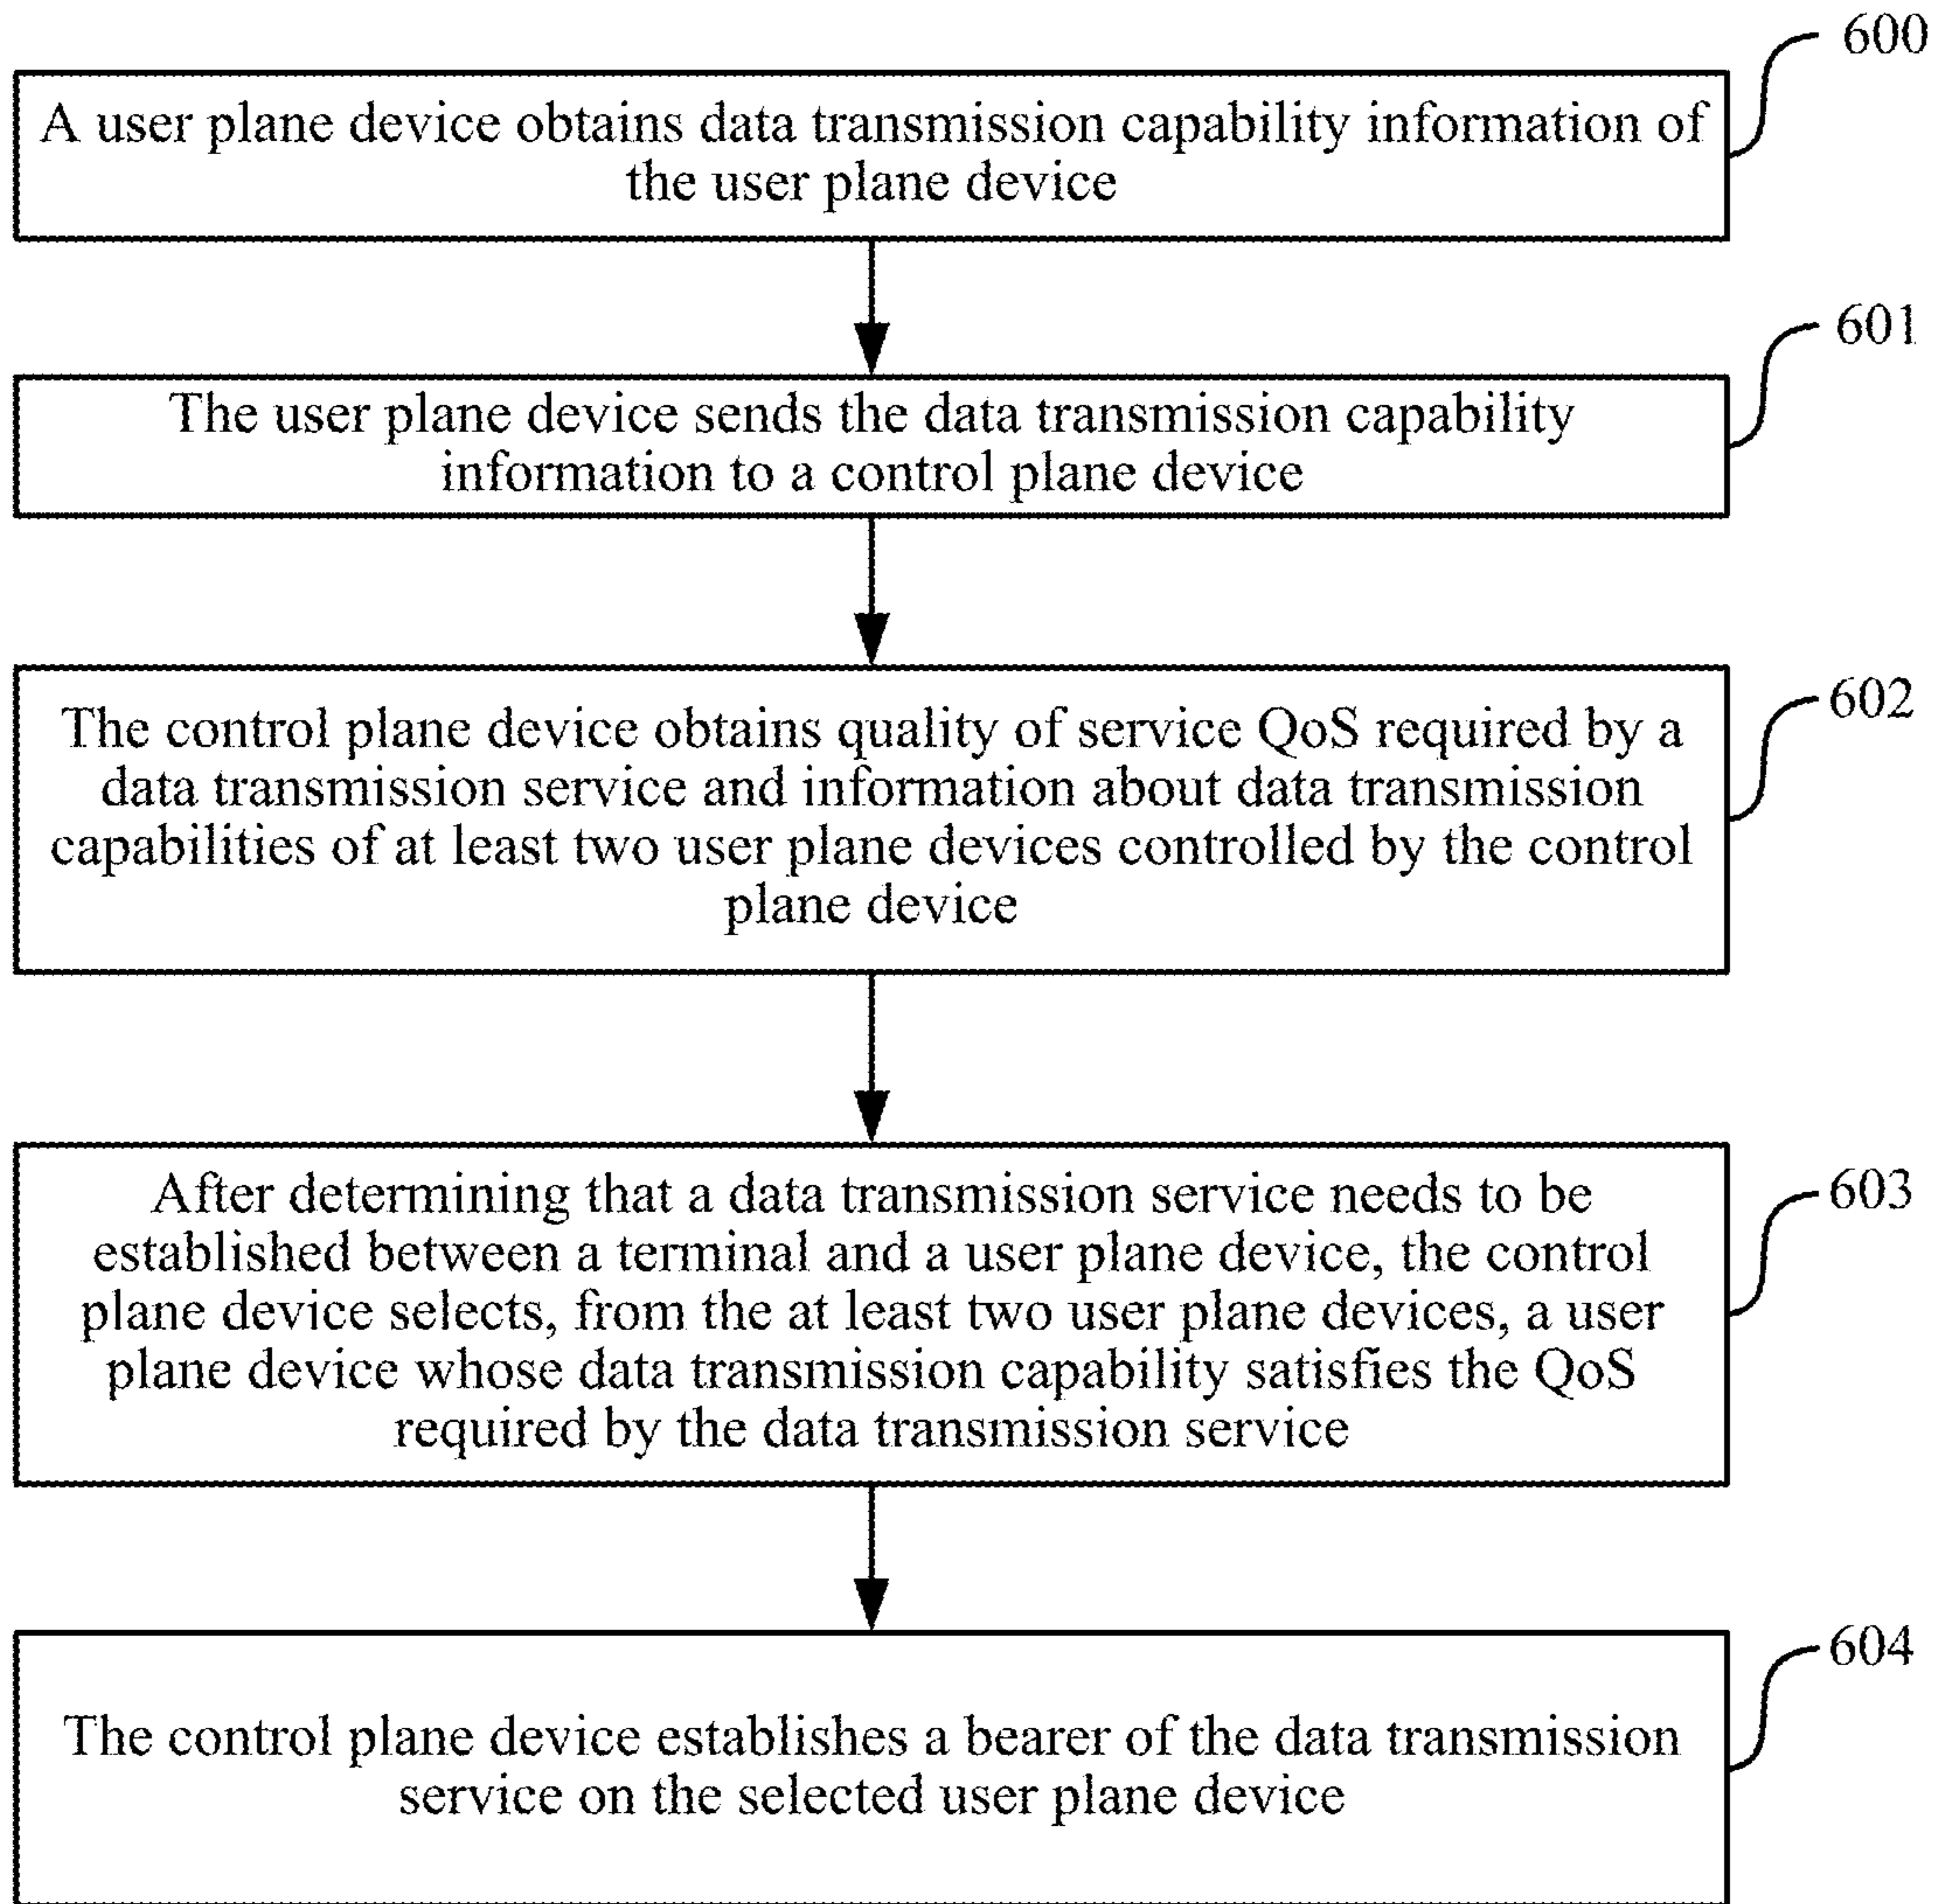 600
A user plane device obtains data transmission capability information of
the user plane device
601
The user plane device sends the data transmission capability
information to a control plane device
602
The control plane device obtains quality of service QoS required by a
data transmission service and information about data transmission
capabilities of at least two user plane devices controlled by the control
plane device
603
After determining that a data transmission service needs to be
established between a terminal and a user plane device, the control
plane device selects, from the at least two user plane devices, a user
plane device whose data transmission capability satisfies the QoS
required by the data transmission service
604
The control plane device establishes a bearer of the data transmission
service on the selected user plane device